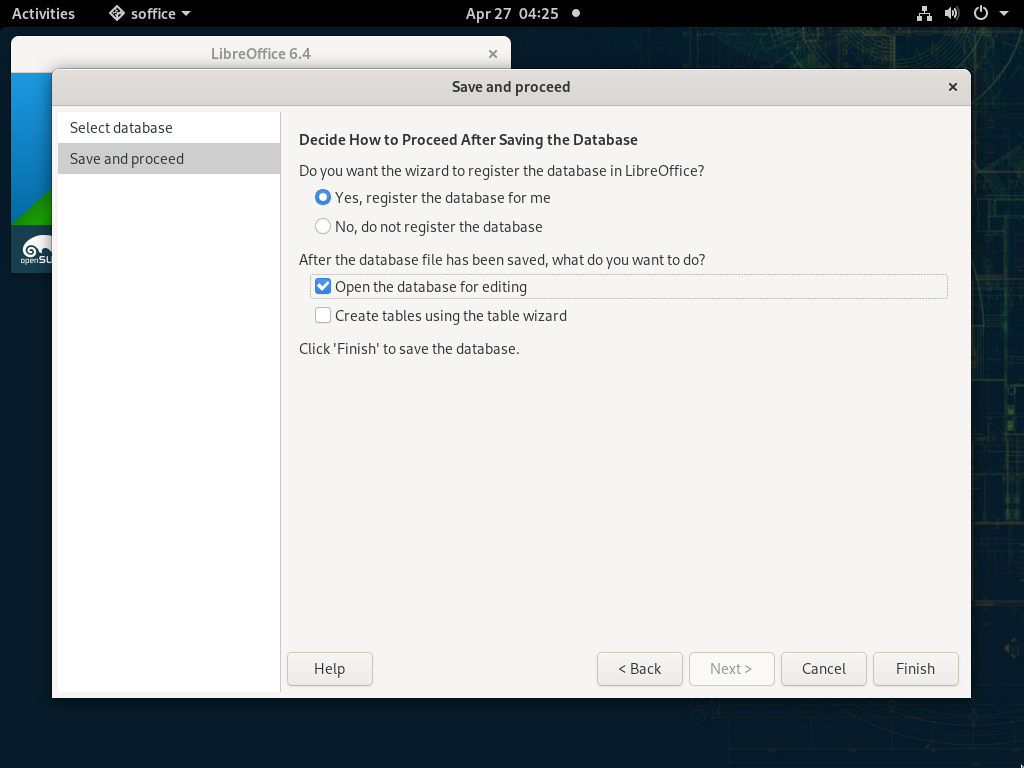 Activities
soffice
Apr 27 04:25
LibreOffice 6.4
Save and proceed
Select database
Save and proceed
Decide How to Proceed After Saving the Database
Do you want the wizard to register the database in LibreOffice?
Yes, register the database for me
No, do not register the database
After the database file has been saved, what do you want to do?
Open the database for editing
Create tables using the table wizard
Click 'Finish' to save the database.
openSU
Help
< Back
Next >
Cancel
Finish